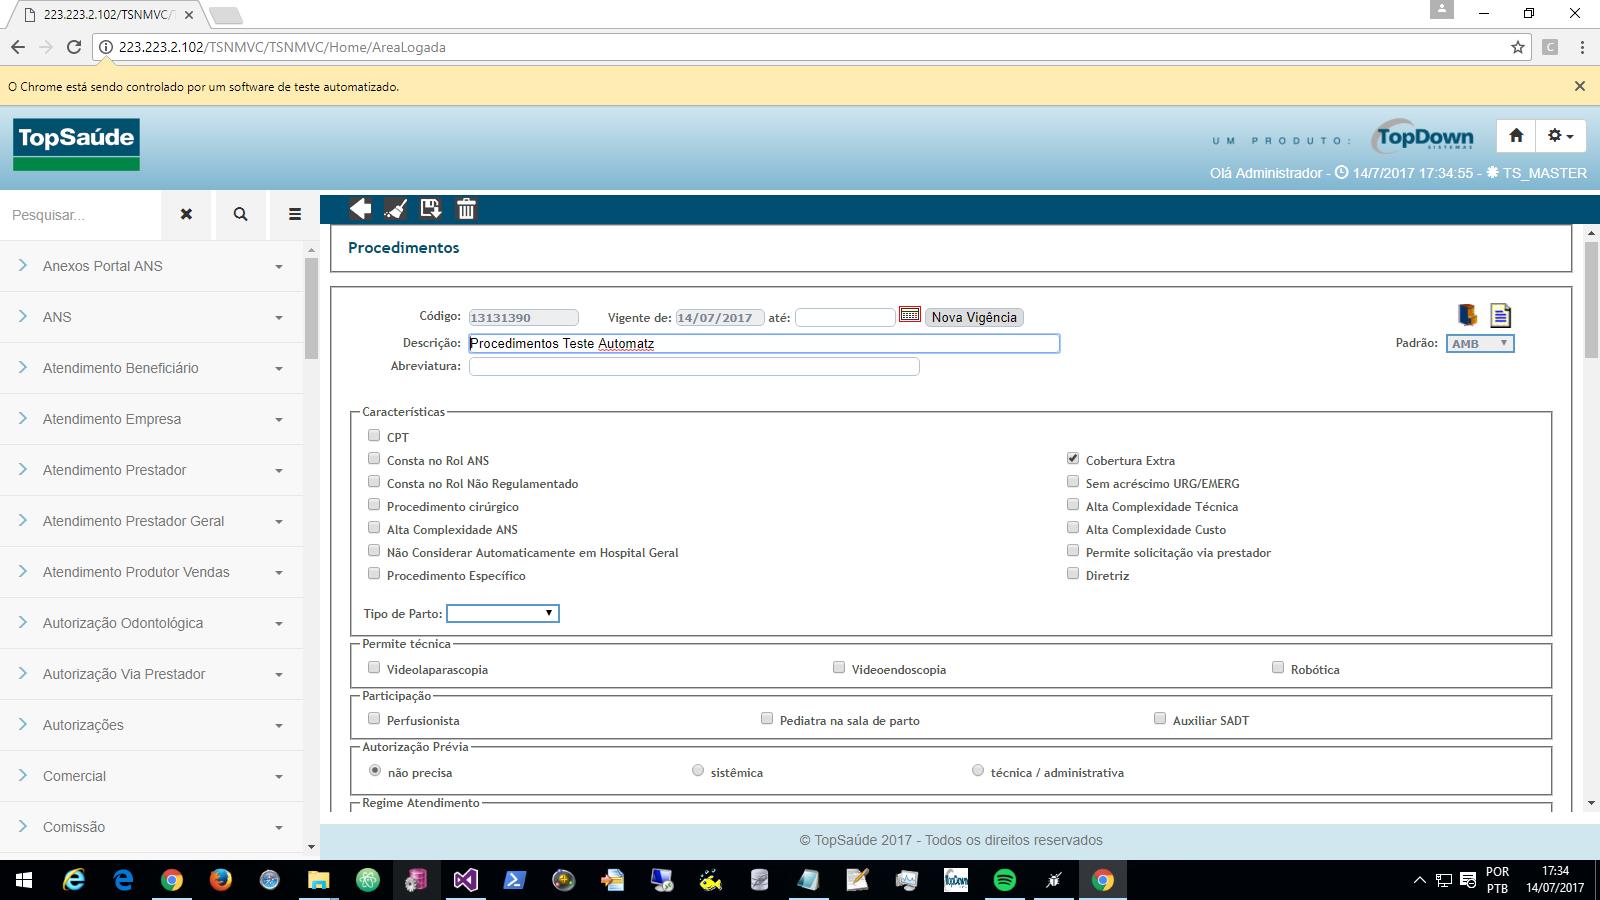 223.223.2.102/TSNMVC/T
223.223.2.102/TSNMVC/TSNMVC/Home/AreaLogada
C
O Chrome está sendo controlado por um software de teste automatizado.
TopSaúde
UM PRODUTO:
TopDown
SISTEMAS
Olá Administrador - 14/7/2017 17:34:55 - TS_MASTER
Pesquisar...
Anexos Portal ANS
ANS
Atendimento Beneficiário
Atendimento Empresa
Atendimento Prestador
Atendimento Prestador Geral
Atendimento Produtor Vendas
Autorização Odontológica
Autorização Via Prestador
Autorizações
Comercial
Comissão
Procedimentos
Código: 13131390 Vigente de: 14/07/2017 até: Nova Vigência
Descrição: Procedimentos Teste Automatz
Padrão: AMB
Abreviatura:
Características
CPT
Consta no Rol ANS
Cobertura Extra
Consta no Rol Não Regulamentado
Sem acréscimo URG/EMERG
Procedimento cirúrgico
Alta Complexidade Técnica
Alta Complexidade ANS
Alta Complexidade Custo
Não Considerar Automaticamente em Hospital Geral
Permite solicitação via prestador
Procedimento Específico
Diretriz
Tipo de Parto:
Permite técnica
Videolaparascopia
Videoendoscopia
Robótica
Participação
Perfusionista
Pediatra na sala de parto
Auxiliar SADT
Autorização Prévia
não precisa
sistêmica
técnica / administrativa
Regime Atendimento
© TopSaúde 2017 - Todos os direitos reservados
TopDown
POR
PTB
17:34
14/07/2017